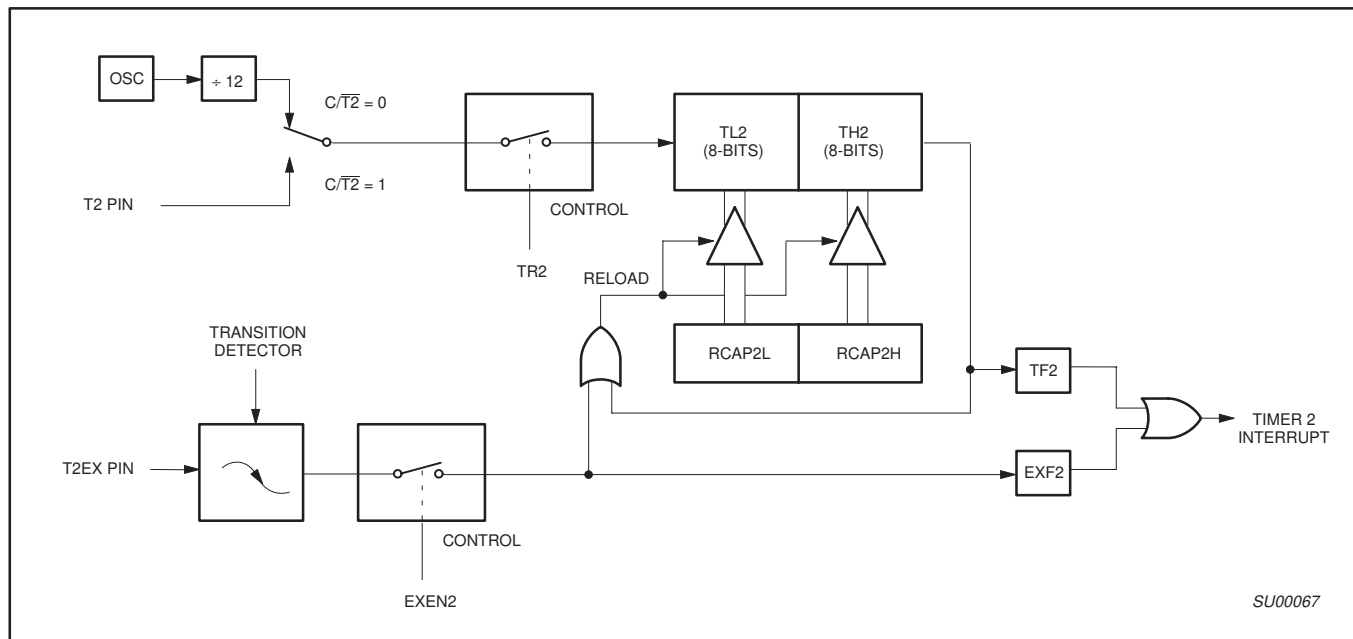 OSC
÷ 12
C/T2 = 0
C/T2 = 1
T2 PIN
CONTROL
TR2
TL2
(8-BITS)
TH2
(8-BITS)
RELOAD
RCAP2L
RCAP2H
TRANSITION
DETECTOR
T2EX PIN
CONTROL
EXEN2
TF2
EXF2
TIMER 2
INTERRUPT
SU00067